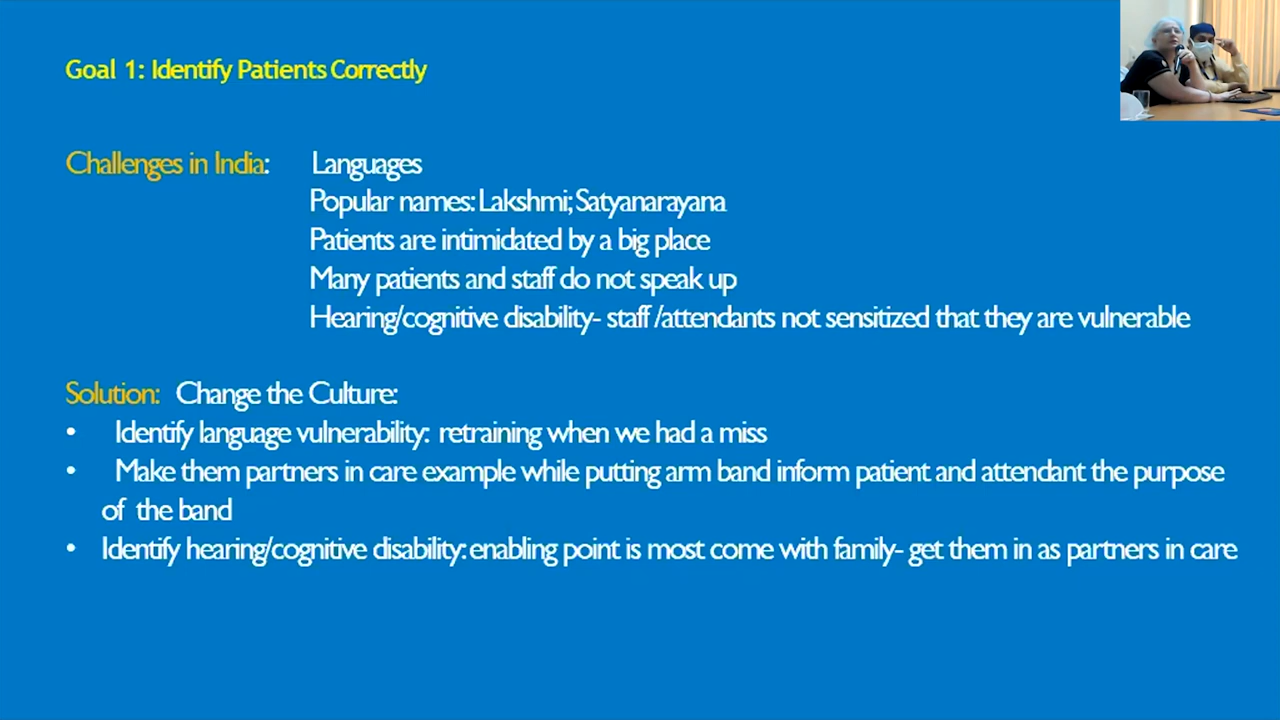 Goal 1: Identify Patients Correctly
Challenges in India: Languages
Popular names: Lakshmi; Satyanarayana
Patients are intimidated by a big place
Many patients and staff do not speak up
Hearing/cognitive disability- staff /attendants not sensitized that they are vulnerable
Solution: Change the Culture:
• Identify language vulnerability: retraining when we had a miss
• Make them partners in care example while putting arm band inform patient and attendant the purpose
of the band
• Identify hearing/cognitive disability: enabling point is most come with family- get them in as partners in care